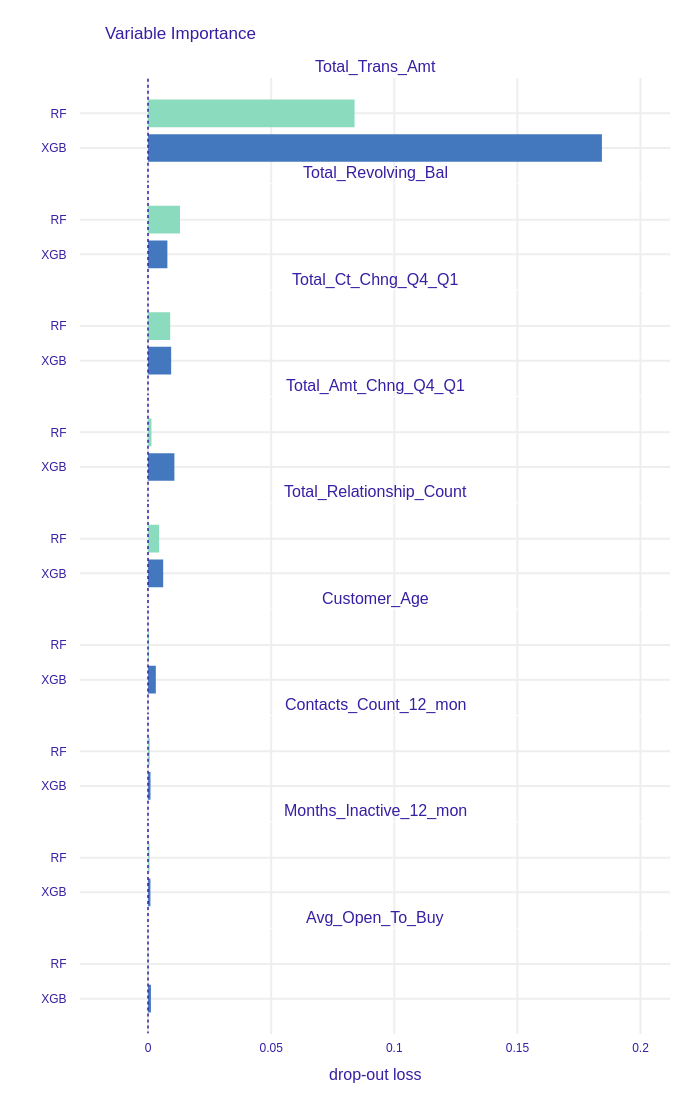 Variable Importance
Total_Trans_Amt
RF
XGB
Total_Revolving_Bal
RF
XGB
Total_Ct_Chng_Q4_Q1
RF
XGB
Total_Amt_Chng_Q4_Q1
RF
XGB
Total_Relationship_Count
RF
XGB
Customer_Age
RF
XGB
Contacts_Count_12_mon
RF
XGB
Months_Inactive_12_mon
RF
XGB
Avg_Open_To_Buy
RF
XGB
0 0.05 0.1 0.15 0.2
drop-out loss